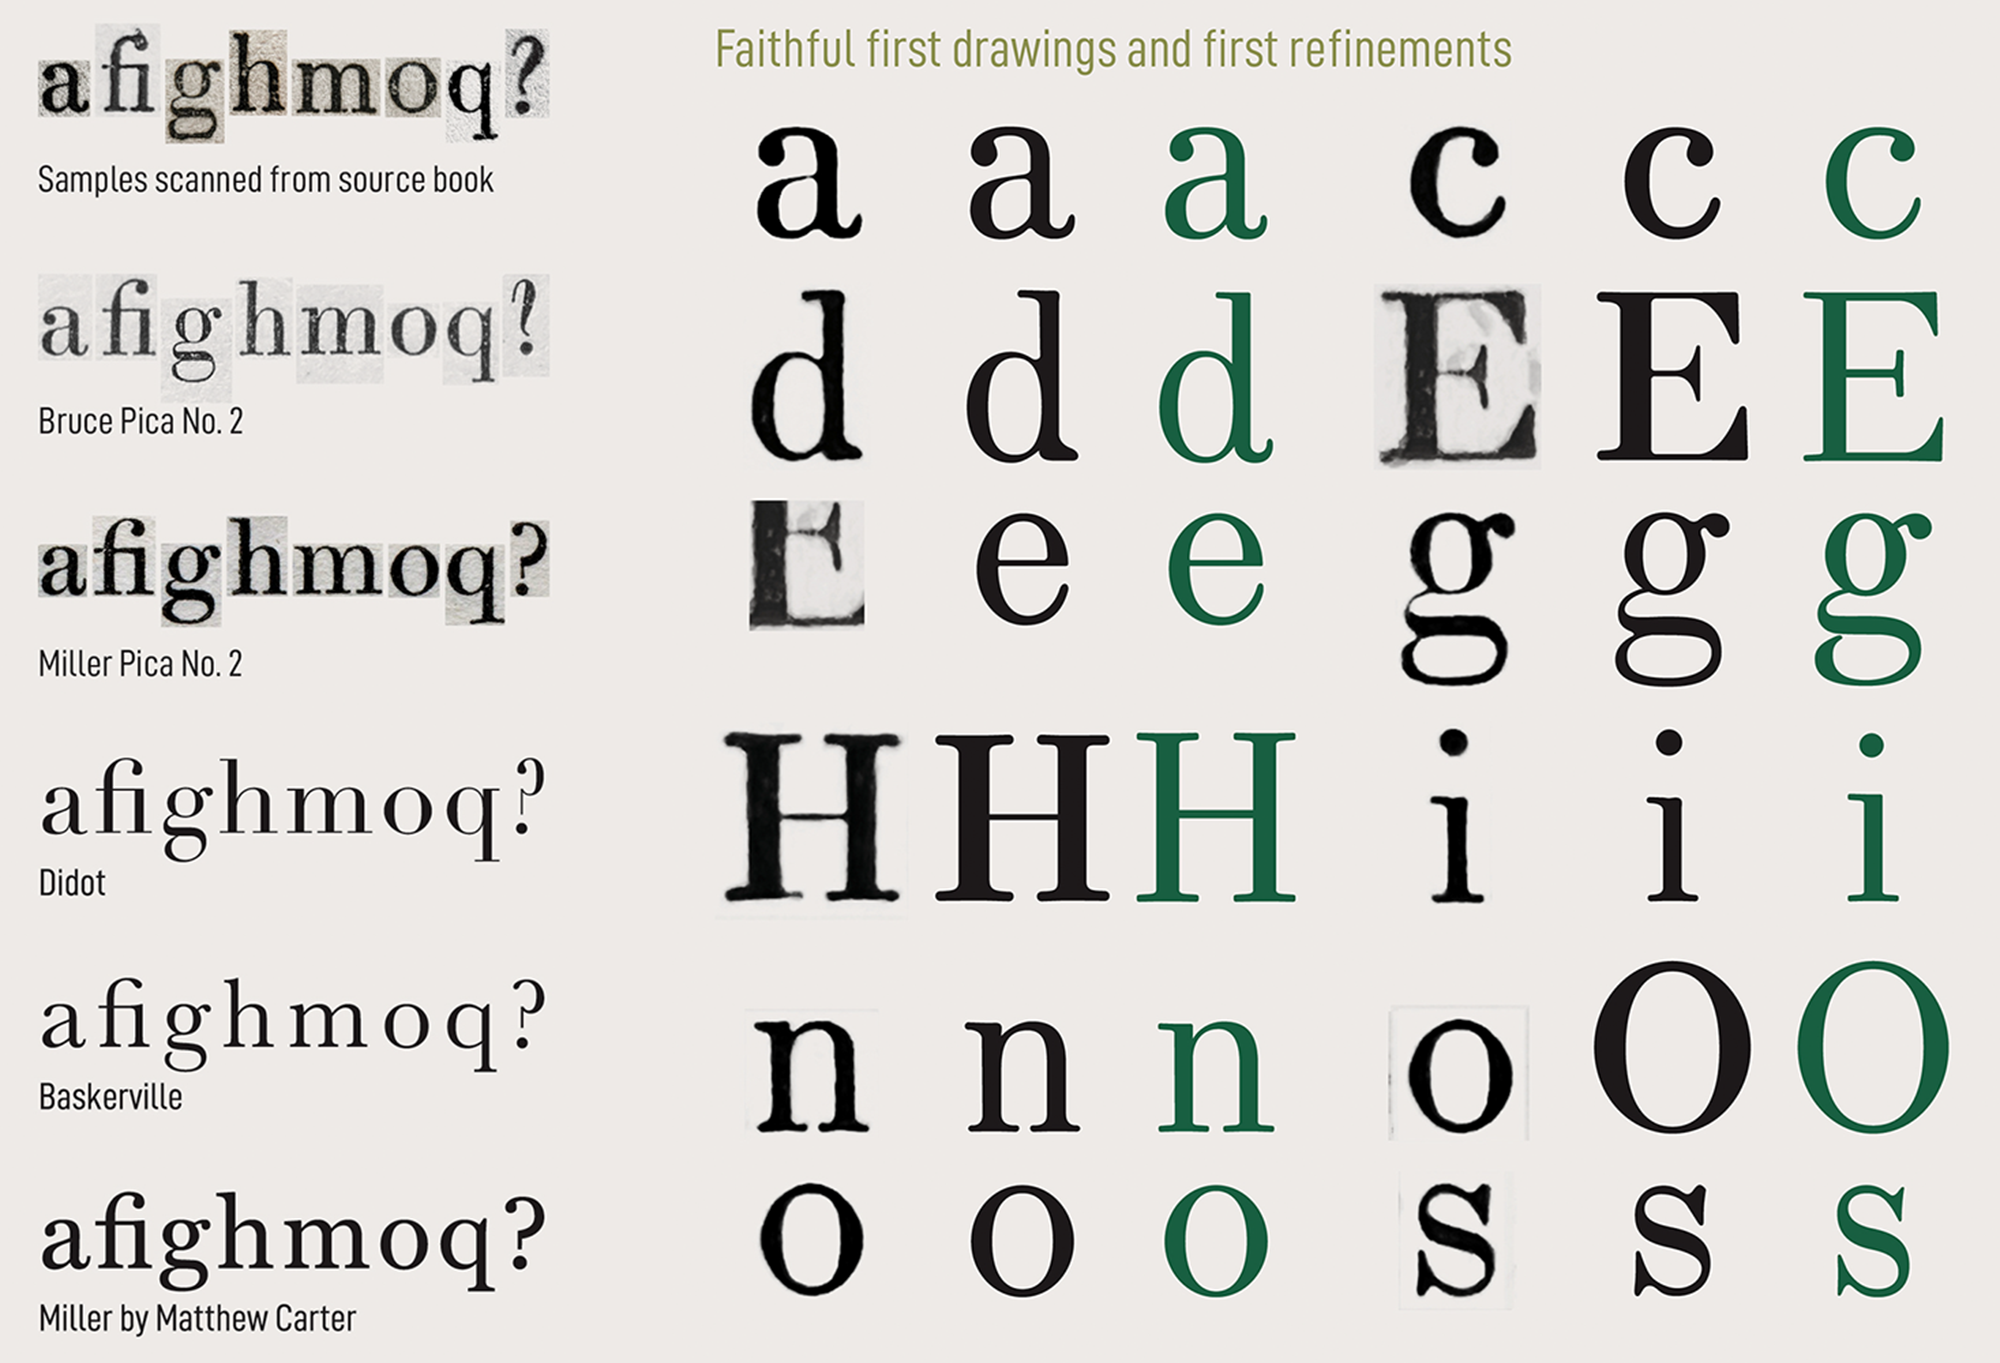 afighmoq?
Samples scanned from source book
afighmoq?
Bruce Pica No. 2
afighmoq?
Miller Pica No. 2
afighmoq?
Didot
afighmoq?
Baskerville
afighmoq?
Miller by Matthew Carter
Faithful first drawings and first refinements
a a a c c c
d d d E E E
E e e g g g
H H H i i i
n n n o O O
o o o s s s